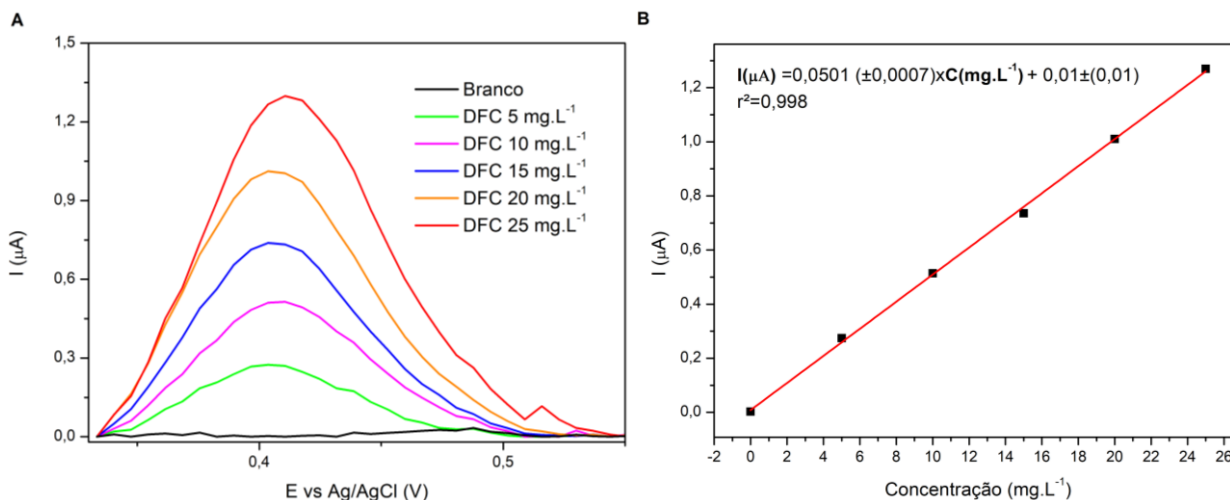 A
1,5
1,2
0,9
0,6
0,3
0,0
I (µA)
0,4
0,5
E vs Ag/AgCl (V)
Branco
DFC 5 mg.L⁻¹
DFC 10 mg.L⁻¹
DFC 15 mg.L⁻¹
DFC 20 mg.L⁻¹
DFC 25 mg.L⁻¹
B
I(µA) =0,0501 (±0,0007)xC(mg.L⁻¹) + 0,01±(0,01)
r²=0,998
1,2
1,0
0,8
0,6
0,4
0,2
0,0
I (µA)
-2 0 2 4 6 8 10 12 14 16 18 20 22 24 26
Concentração (mg.L⁻¹)